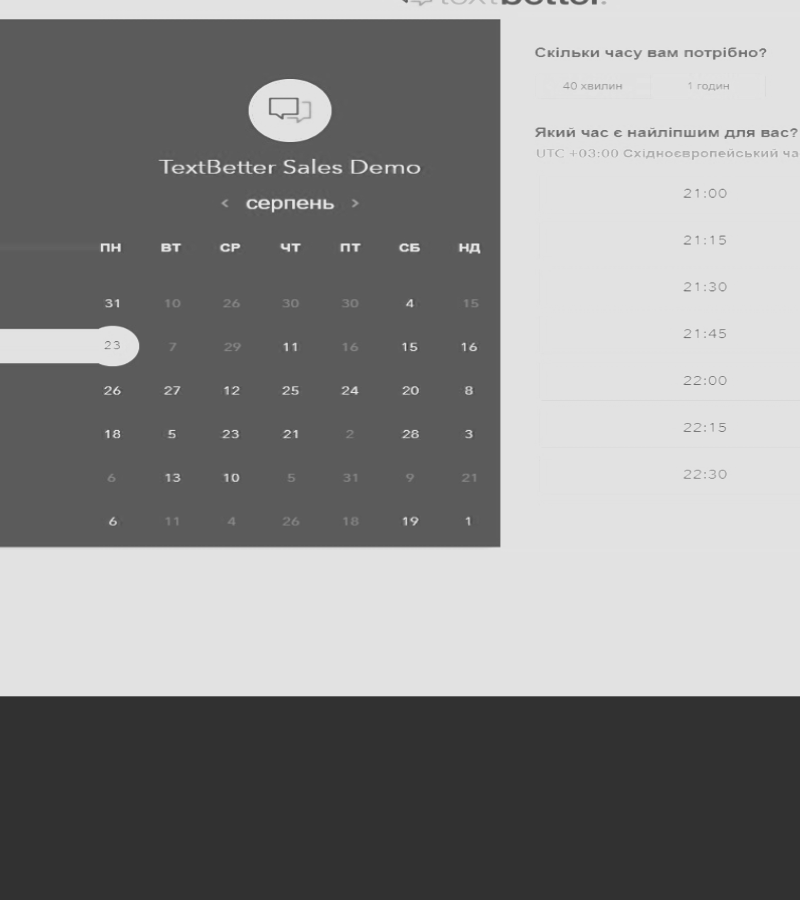 textbetter.
TextBetter Sales Demo
< серпень >
ПН ВТ СР ЧТ ПТ СБ НД
31 10 26 30 30 4 15
23 7 29 11 16 15 16
26 27 12 25 24 20 8
18 5 23 21 2 28 3
6 13 10 5 31 9 21
6 11 4 26 18 19 1
Скільки часу вам потрібно?
40 хвилин 1 годин
Який час є найліпшим для вас?
UTC +03:00 Східноєвропейський ча
21:00
21:15
21:30
21:45
22:00
22:15
22:30